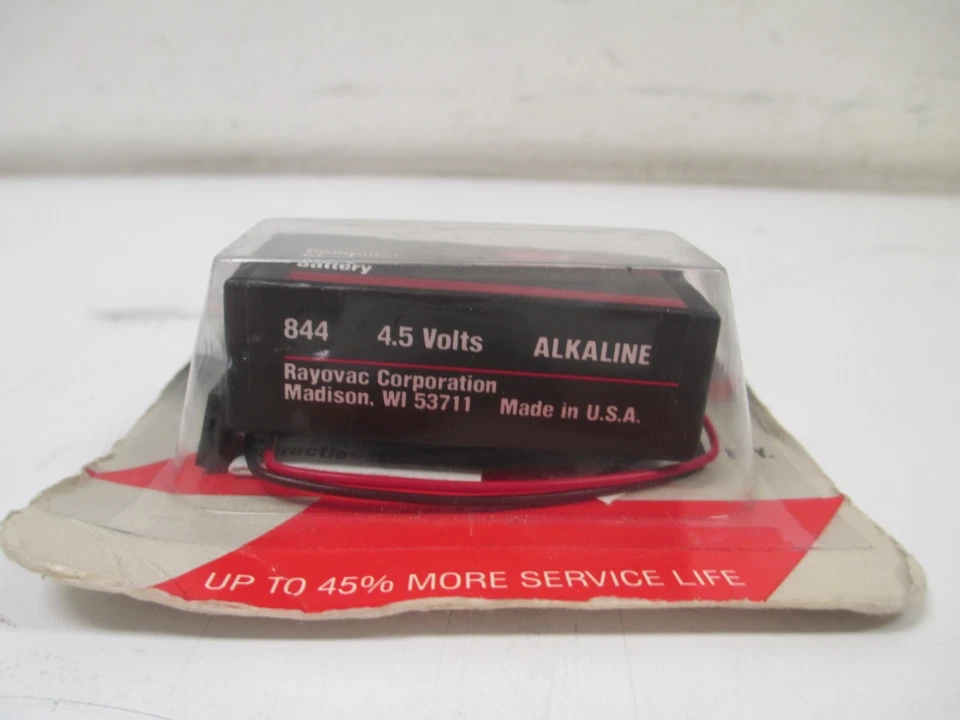 Computer
Battery
844 4.5 Volts ALKALINE
Rayovac Corporation
Madison, WI 53711 Made in U.S.A.
UP TO 45% MORE SERVICE LIFE